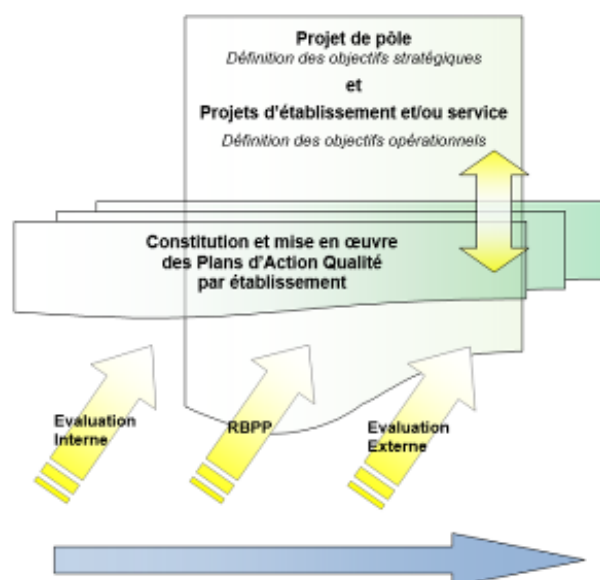 Projet de pôle
Définition des objectifs stratégiques
et
Projets d'établissement et/ou service
Définition des objectifs opérationnels
Constitution et mise en œuvre
des Plans d'Action Qualité
par établissement
Evaluation
Interne
RBPP
Evaluation
Externe